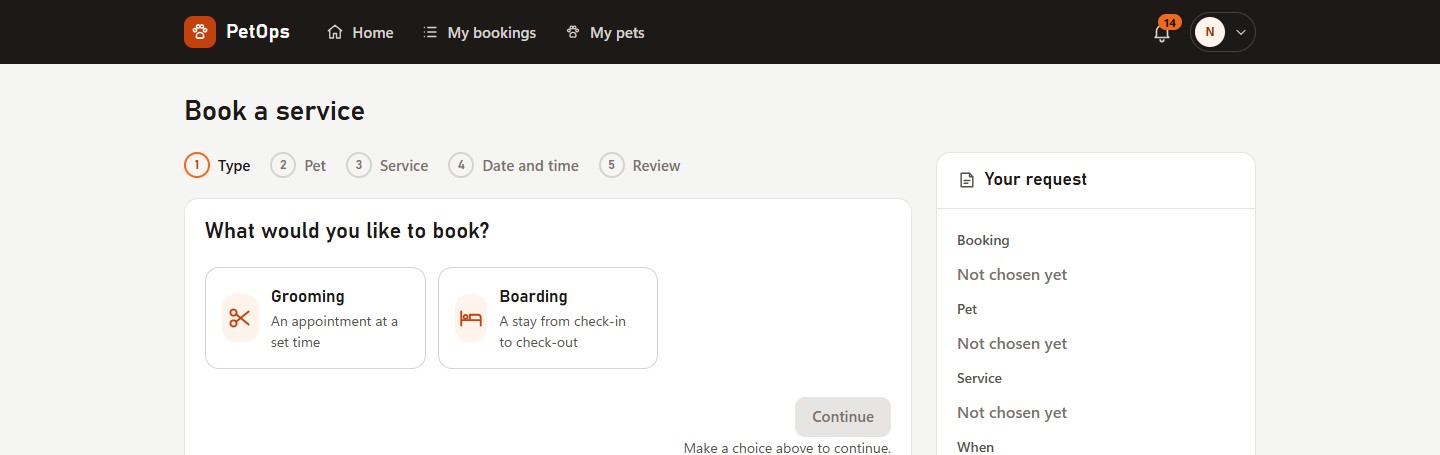 PetOps
Home
My bookings
My pets
14
N
Book a service
1 Type
2 Pet
3 Service
4 Date and time
5 Review
What would you like to book?
Grooming
An appointment at a
set time
Boarding
A stay from check-in
to check-out
Continue
Make a choice above to continue.
Your request
Booking
Not chosen yet
Pet
Not chosen yet
Service
Not chosen yet
When